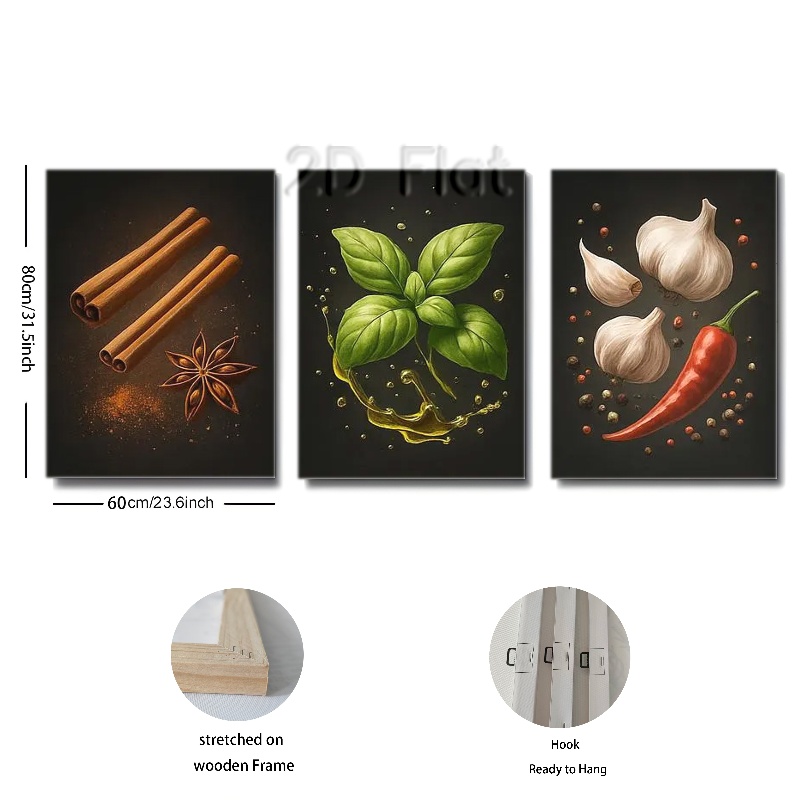 2D Flat
80cm/31.5inch
60cm/23.6inch
stretched on
wooden Frame
Hook
Ready to Hang